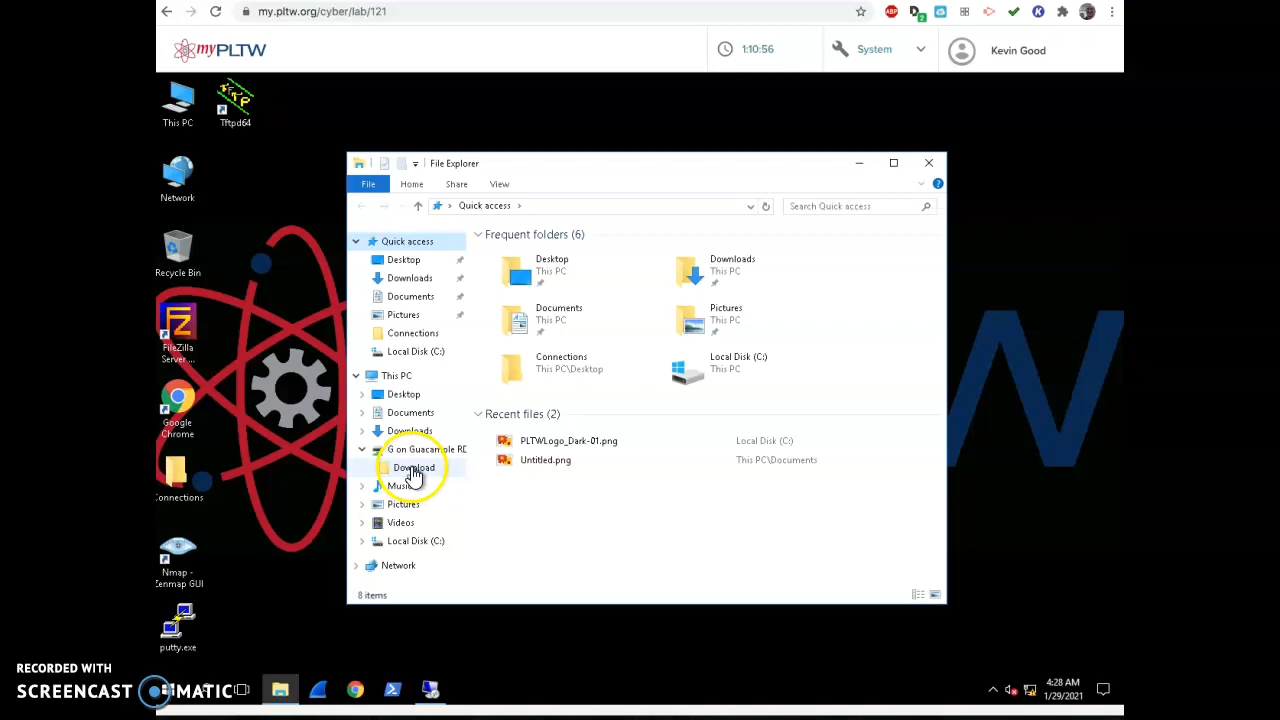 my.pltw.org/cyber/lab/121
ABP
2
K
myPLTW
1:10:56
System
Kevin Good
This PC
Tftpd64
Network
Recycle Bin
FileZilla
Server ...
Google
Chrome
Connections
Nmap -
Zenmap GUI
putty.exe
File Explorer
File
Home
Share
View
Quick access
Search Quick access
Quick access
Desktop
Downloads
Documents
Pictures
Connections
Local Disk (C:)
This PC
Desktop
Documents
Downloads
G on Guacamole RD
Download
Music
Pictures
Videos
Local Disk (C:)
Network
Frequent folders (6)
Desktop
This PC
Downloads
This PC
Documents
This PC
Pictures
This PC
Connections
This PC\Desktop
Local Disk (C:)
This PC
Recent files (2)
PLTWLogo_Dark-01.png
Local Disk (C:)
Untitled.png
This PC\Documents
8 items
RECORDED WITH
SCREENCAST MATIC
4:28 AM
1/29/2021